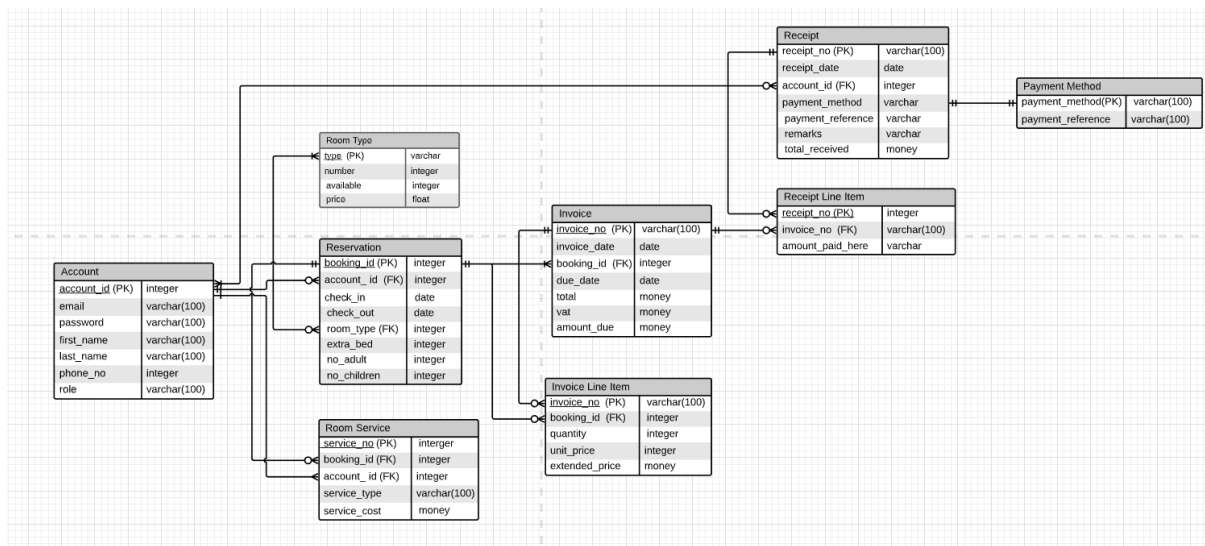 Receipt
receipt_no (PK) varchar(100)
receipt_date date
account_id (FK) integer
payment_method varchar
payment_reference varchar
remarks varchar
total_received money
Payment Method
payment_method(PK) varchar(100)
payment_reference varchar(100)
Room Type
type (PK) varchar
number integer
available integer
price float
Receipt Line Item
receipt_no (PK) integer
invoice_no (FK) varchar(100)
amount_paid_here varchar
Invoice
invoice_no (PK) varchar(100)
invoice_date date
booking_id (FK) integer
due_date date
total money
vat money
amount_due money
Reservation
booking_id (PK) integer
account_ id (FK) integer
check_in date
check_out date
room_type (FK) integer
extra_bed integer
no_adult integer
no_children integer
Account
account_id (PK) integer
email varchar(100)
password varchar(100)
first_name varchar(100)
last_name varchar(100)
phone_no integer
role varchar(100)
Invoice Line Item
invoice_no (PK) varchar(100)
booking_id (FK) integer
quantity integer
unit_price integer
extended_price money
Room Service
service_no (PK) interger
booking_id (FK) integer
account_ id (FK) integer
service_type varchar(100)
service_cost money